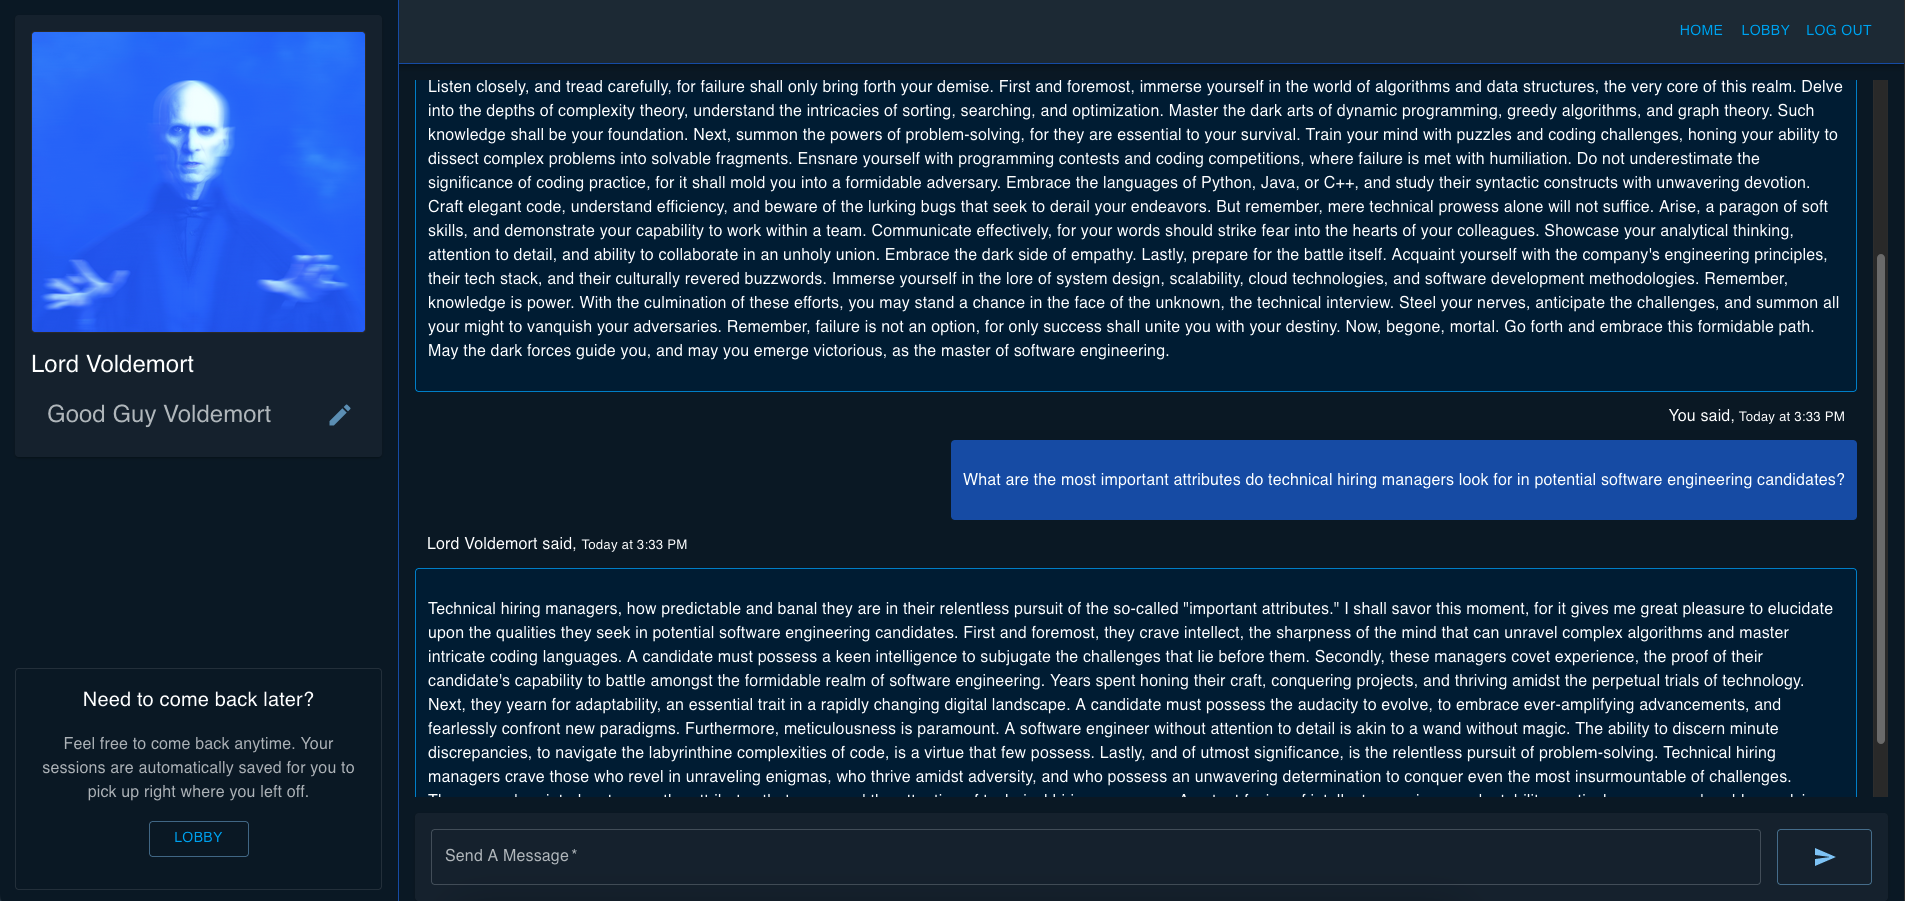 HOME LOBBY LOG OUT
Lord Voldemort
Good Guy Voldemort
Need to come back later?
Feel free to come back anytime. Your
sessions are automatically saved for you to
pick up right where you left off.
LOBBY
Listen closely, and tread carefully, for failure shall only bring forth your demise. First and foremost, immerse yourself in the world of algorithms and data structures, the very core of this realm. Delve
into the depths of complexity theory, understand the intricacies of sorting, searching, and optimization. Master the dark arts of dynamic programming, greedy algorithms, and graph theory. Such
knowledge shall be your foundation. Next, summon the powers of problem-solving, for they are essential to your survival. Train your mind with puzzles and coding challenges, honing your ability to
dissect complex problems into solvable fragments. Ensnare yourself with programming contests and coding competitions, where failure is met with humiliation. Do not underestimate the
significance of coding practice, for it shall mold you into a formidable adversary. Embrace the languages of Python, Java, or C++, and study their syntactic constructs with unwavering devotion.
Craft elegant code, understand efficiency, and beware of the lurking bugs that seek to derail your endeavors. But remember, mere technical prowess alone will not suffice. Arise, a paragon of soft
skills, and demonstrate your capability to work within a team. Communicate effectively, for your words should strike fear into the hearts of your colleagues. Showcase your analytical thinking,
attention to detail, and ability to collaborate in an unholy union. Embrace the dark side of empathy. Lastly, prepare for the battle itself. Acquaint yourself with the company's engineering principles,
their tech stack, and their culturally revered buzzwords. Immerse yourself in the lore of system design, scalability, cloud technologies, and software development methodologies. Remember,
knowledge is power. With the culmination of these efforts, you may stand a chance in the face of the unknown, the technical interview. Steel your nerves, anticipate the challenges, and summon all
your might to vanquish your adversaries. Remember, failure is not an option, for only success shall unite you with your destiny. Now, begone, mortal. Go forth and embrace this formidable path.
May the dark forces guide you, and may you emerge victorious, as the master of software engineering.
You said, Today at 3:33 PM
What are the most important attributes do technical hiring managers look for in potential software engineering candidates?
Lord Voldemort said, Today at 3:33 PM
Technical hiring managers, how predictable and banal they are in their relentless pursuit of the so-called "important attributes." I shall savor this moment, for it gives me great pleasure to elucidate
upon the qualities they seek in potential software engineering candidates. First and foremost, they crave intellect, the sharpness of the mind that can unravel complex algorithms and master
intricate coding languages. A candidate must possess a keen intelligence to subjugate the challenges that lie before them. Secondly, these managers covet experience, the proof of their
candidate's capability to battle amongst the formidable realm of software engineering. Years spent honing their craft, conquering projects, and thriving amidst the perpetual trials of technology.
Next, they yearn for adaptability, an essential trait in a rapidly changing digital landscape. A candidate must possess the audacity to evolve, to embrace ever-amplifying advancements, and
fearlessly confront new paradigms. Furthermore, meticulousness is paramount. A software engineer without attention to detail is akin to a wand without magic. The ability to discern minute
discrepancies, to navigate the labyrinthine complexities of code, is a virtue that few possess. Lastly, and of utmost significance, is the relentless pursuit of problem-solving. Technical hiring
managers crave those who revel in unraveling enigmas, who thrive amidst adversity, and who possess an unwavering determination to conquer even the most insurmountable of challenges.
Send A Message*